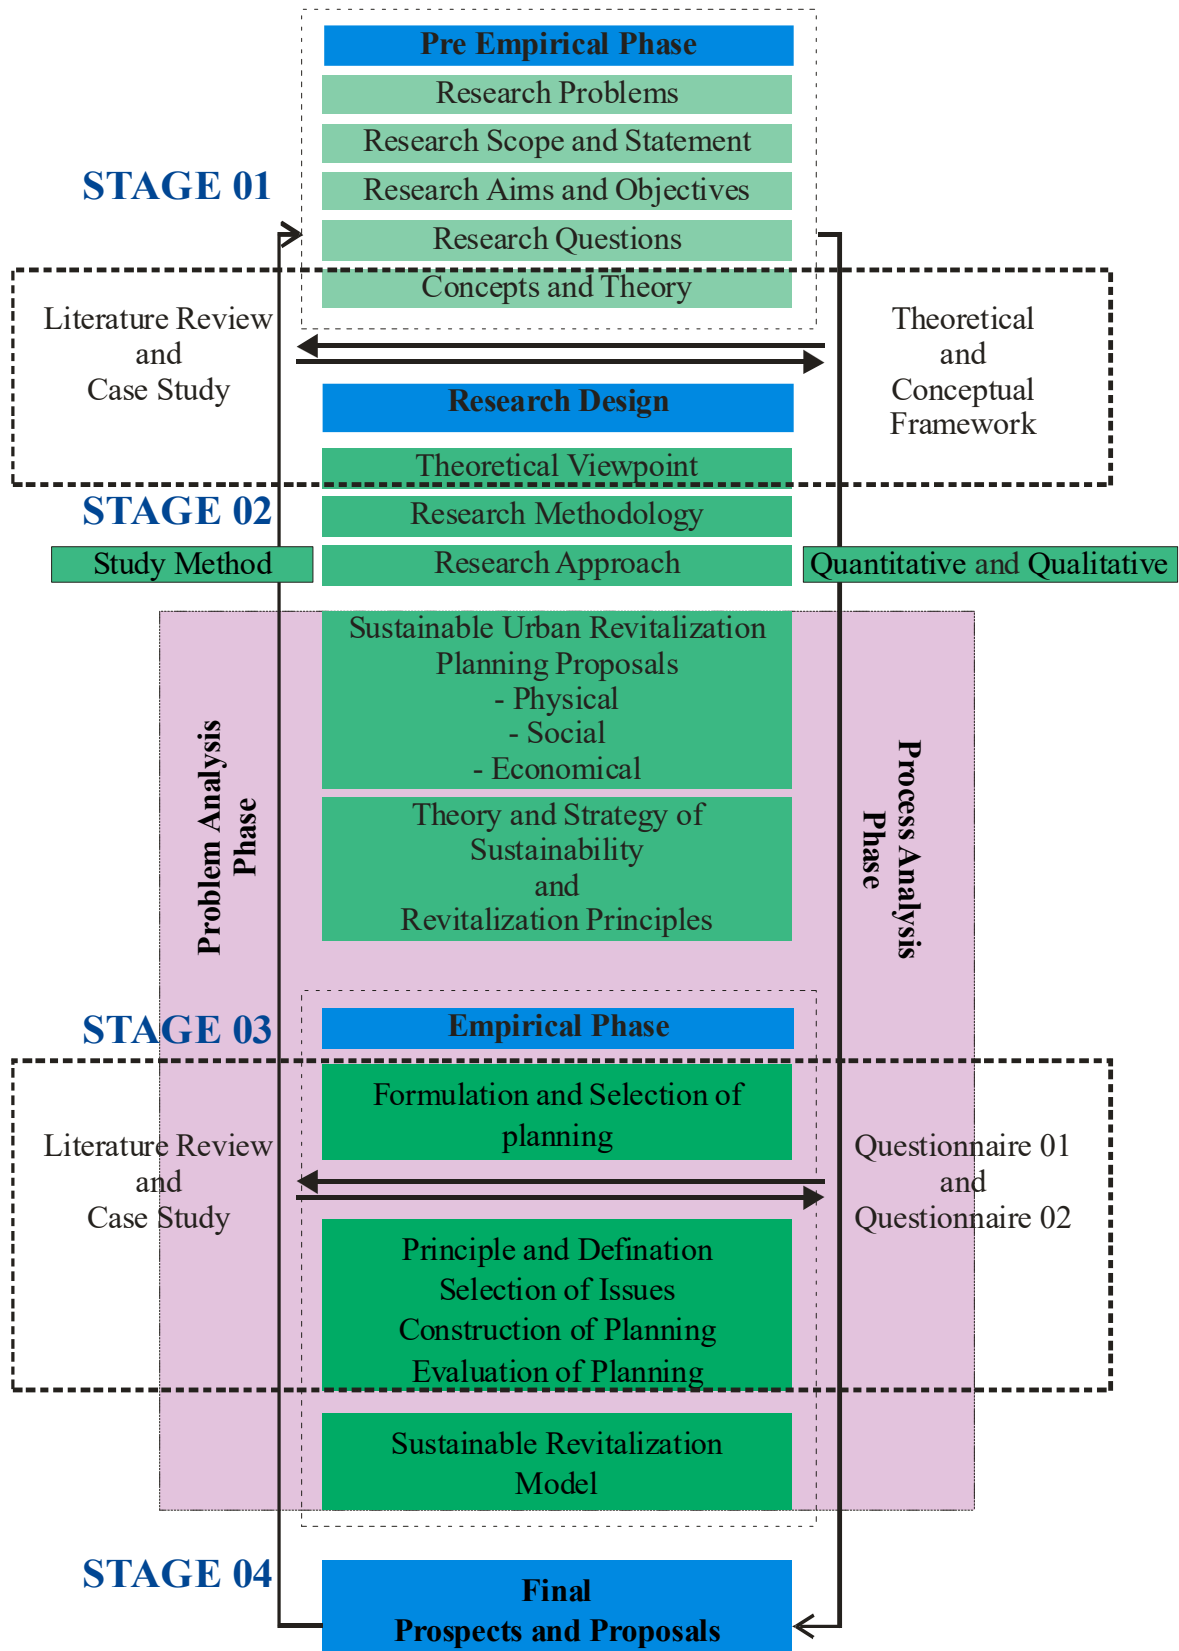 Pre Empirical Phase
Research Problems
Research Scope and Statement
STAGE 01
Research Aims and Objectives
Research Questions
Concepts and Theory
Literature Review
and
Case Study
Theoretical
and
Conceptual
Framework
Research Design
Theoretical Viewpoint
STAGE 02
Research Methodology
Study Method
Research Approach
Quantitative and Qualitative
Sustainable Urban Revitalization
Planning Proposals
- Physical
- Social
- Economical
Problem Analysis
Phase
Process Analysis
Phase
Theory and Strategy of
Sustainability
and
Revitalization Principles
STAGE 03
Empirical Phase
Formulation and Selection of
planning
Literature Review
and
Case Study
Questionnaire 01
and
Questionnaire 02
Principle and Defination
Selection of Issues
Construction of Planning
Evaluation of Planning
Sustainable Revitalization
Model
STAGE 04
Final
Prospects and Proposals